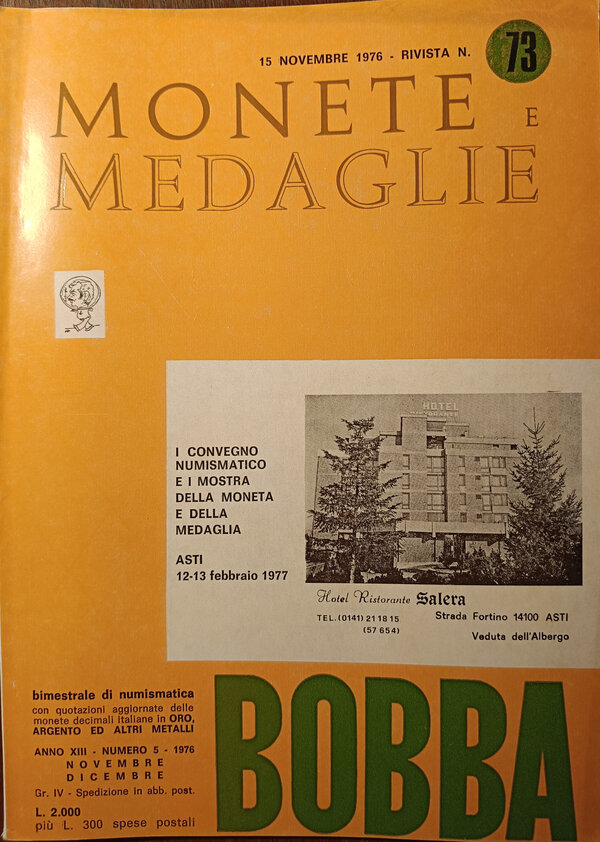 15 NOVEMBRE 1976 - RIVISTA N. 73
MONETE E
MEDAGLIE
I CONVEGNO
NUMISMATICO
E I MOSTRA
DELLA MONETA
E DELLA
MEDAGLIA
ASTI
12-13 febbraio 1977
HOTEL
RISTORANTE
Hotel Ristorante Salera
TEL.(0141) 21 18 15
(57 654)
Strada Fortino 14100 ASTI
Veduta dell'Albergo
bimestrale di numismatica
con quotazioni aggiornate delle
monete decimali italiane in ORO,
ARGENTO ED ALTRI METALLI
ANNO XIII - NUMERO 5 - 1976
NOVEMBRE
DICEMBRE
Gr. IV - Spedizione in abb. post.
L. 2.000
più L. 300 spese postali
BOBBA